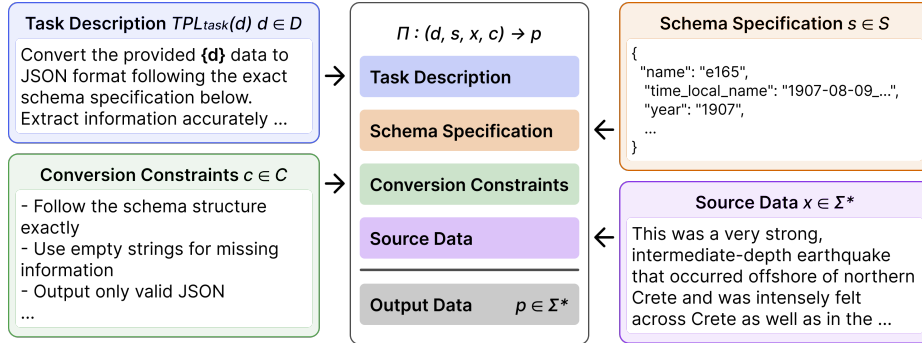 Task Description TPLtask(d) d ∈ D
Convert the provided {d} data to
JSON format following the exact
schema specification below.
Extract information accurately ...
Conversion Constraints c ∈ C
- Follow the schema structure
exactly
- Use empty strings for missing
information
- Output only valid JSON
...
Π : (d, s, x, c) → p
Task Description
Schema Specification
Conversion Constraints
Source Data
Output Data p ∈ Σ*
Schema Specification s ∈ S
{
"name": "e165",
"time_local_name": "1907-08-09_...",
"year": "1907",
...
}
Source Data x ∈ Σ*
This was a very strong,
intermediate-depth earthquake
that occurred offshore of northern
Crete and was intensely felt
across Crete as well as in the ...